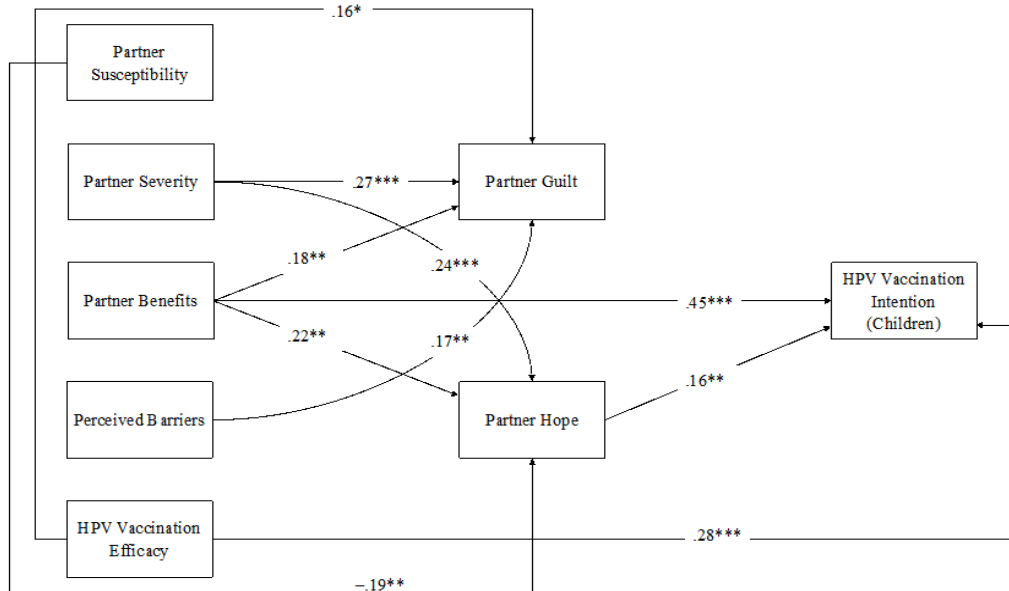 .16*
Partner
Susceptibility
Partner Severity
.27***
Partner Guilt
.18**
.24***
Partner Benefits
.45***
HPV Vaccination
Intention
(Children)
.22**
.17**
.16**
Perceived Barriers
Partner Hope
HPV Vaccination
Efficacy
.28***
−.19**